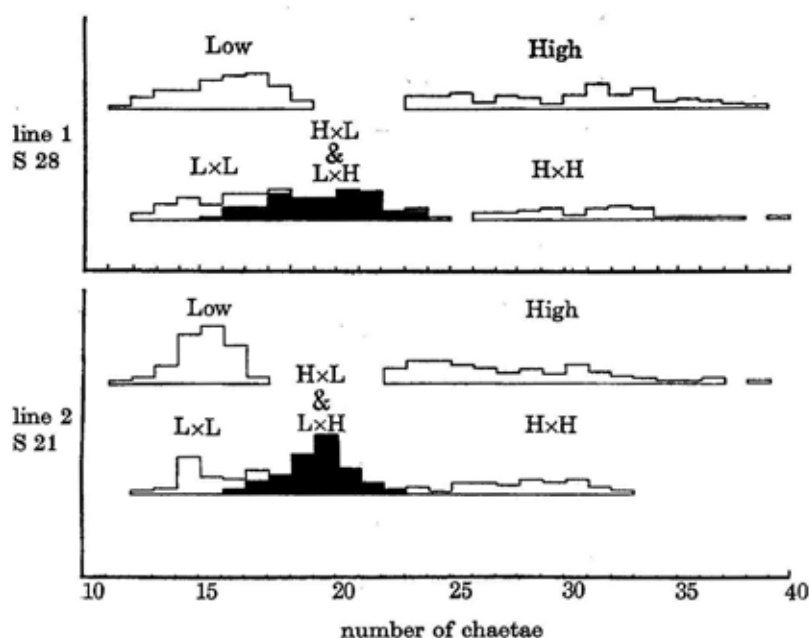 Low High
line 1
S 28
H×L
&
L×L L×H H×H
Low High
line 2
S 21
H×L
&
L×L L×H H×H
10 15 20 25 30 35 40
number of chaetae